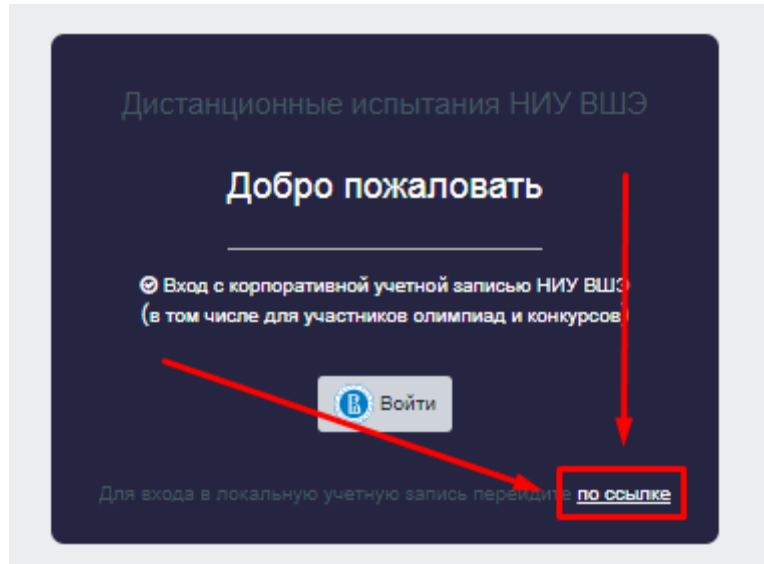 Дистанционные испытания НИУ ВШЭ
Добро пожаловать
Вход с корпоративной учетной записью НИУ ВШЭ
(в том числе для участников олимпиад и конкурсов)
Войти
Для входа в локальную учетную запись перейдите по ссылке